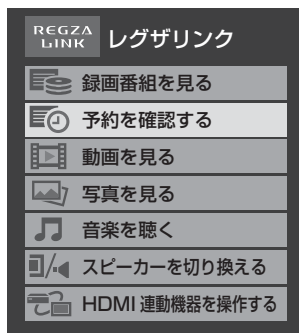 REGZA
LINK
レグザリンク
録画番組を見る
予約を確認する
動画を見る
写真を見る
音楽を聴く
スピーカーを切り換える
HDMI 連動機器を操作する